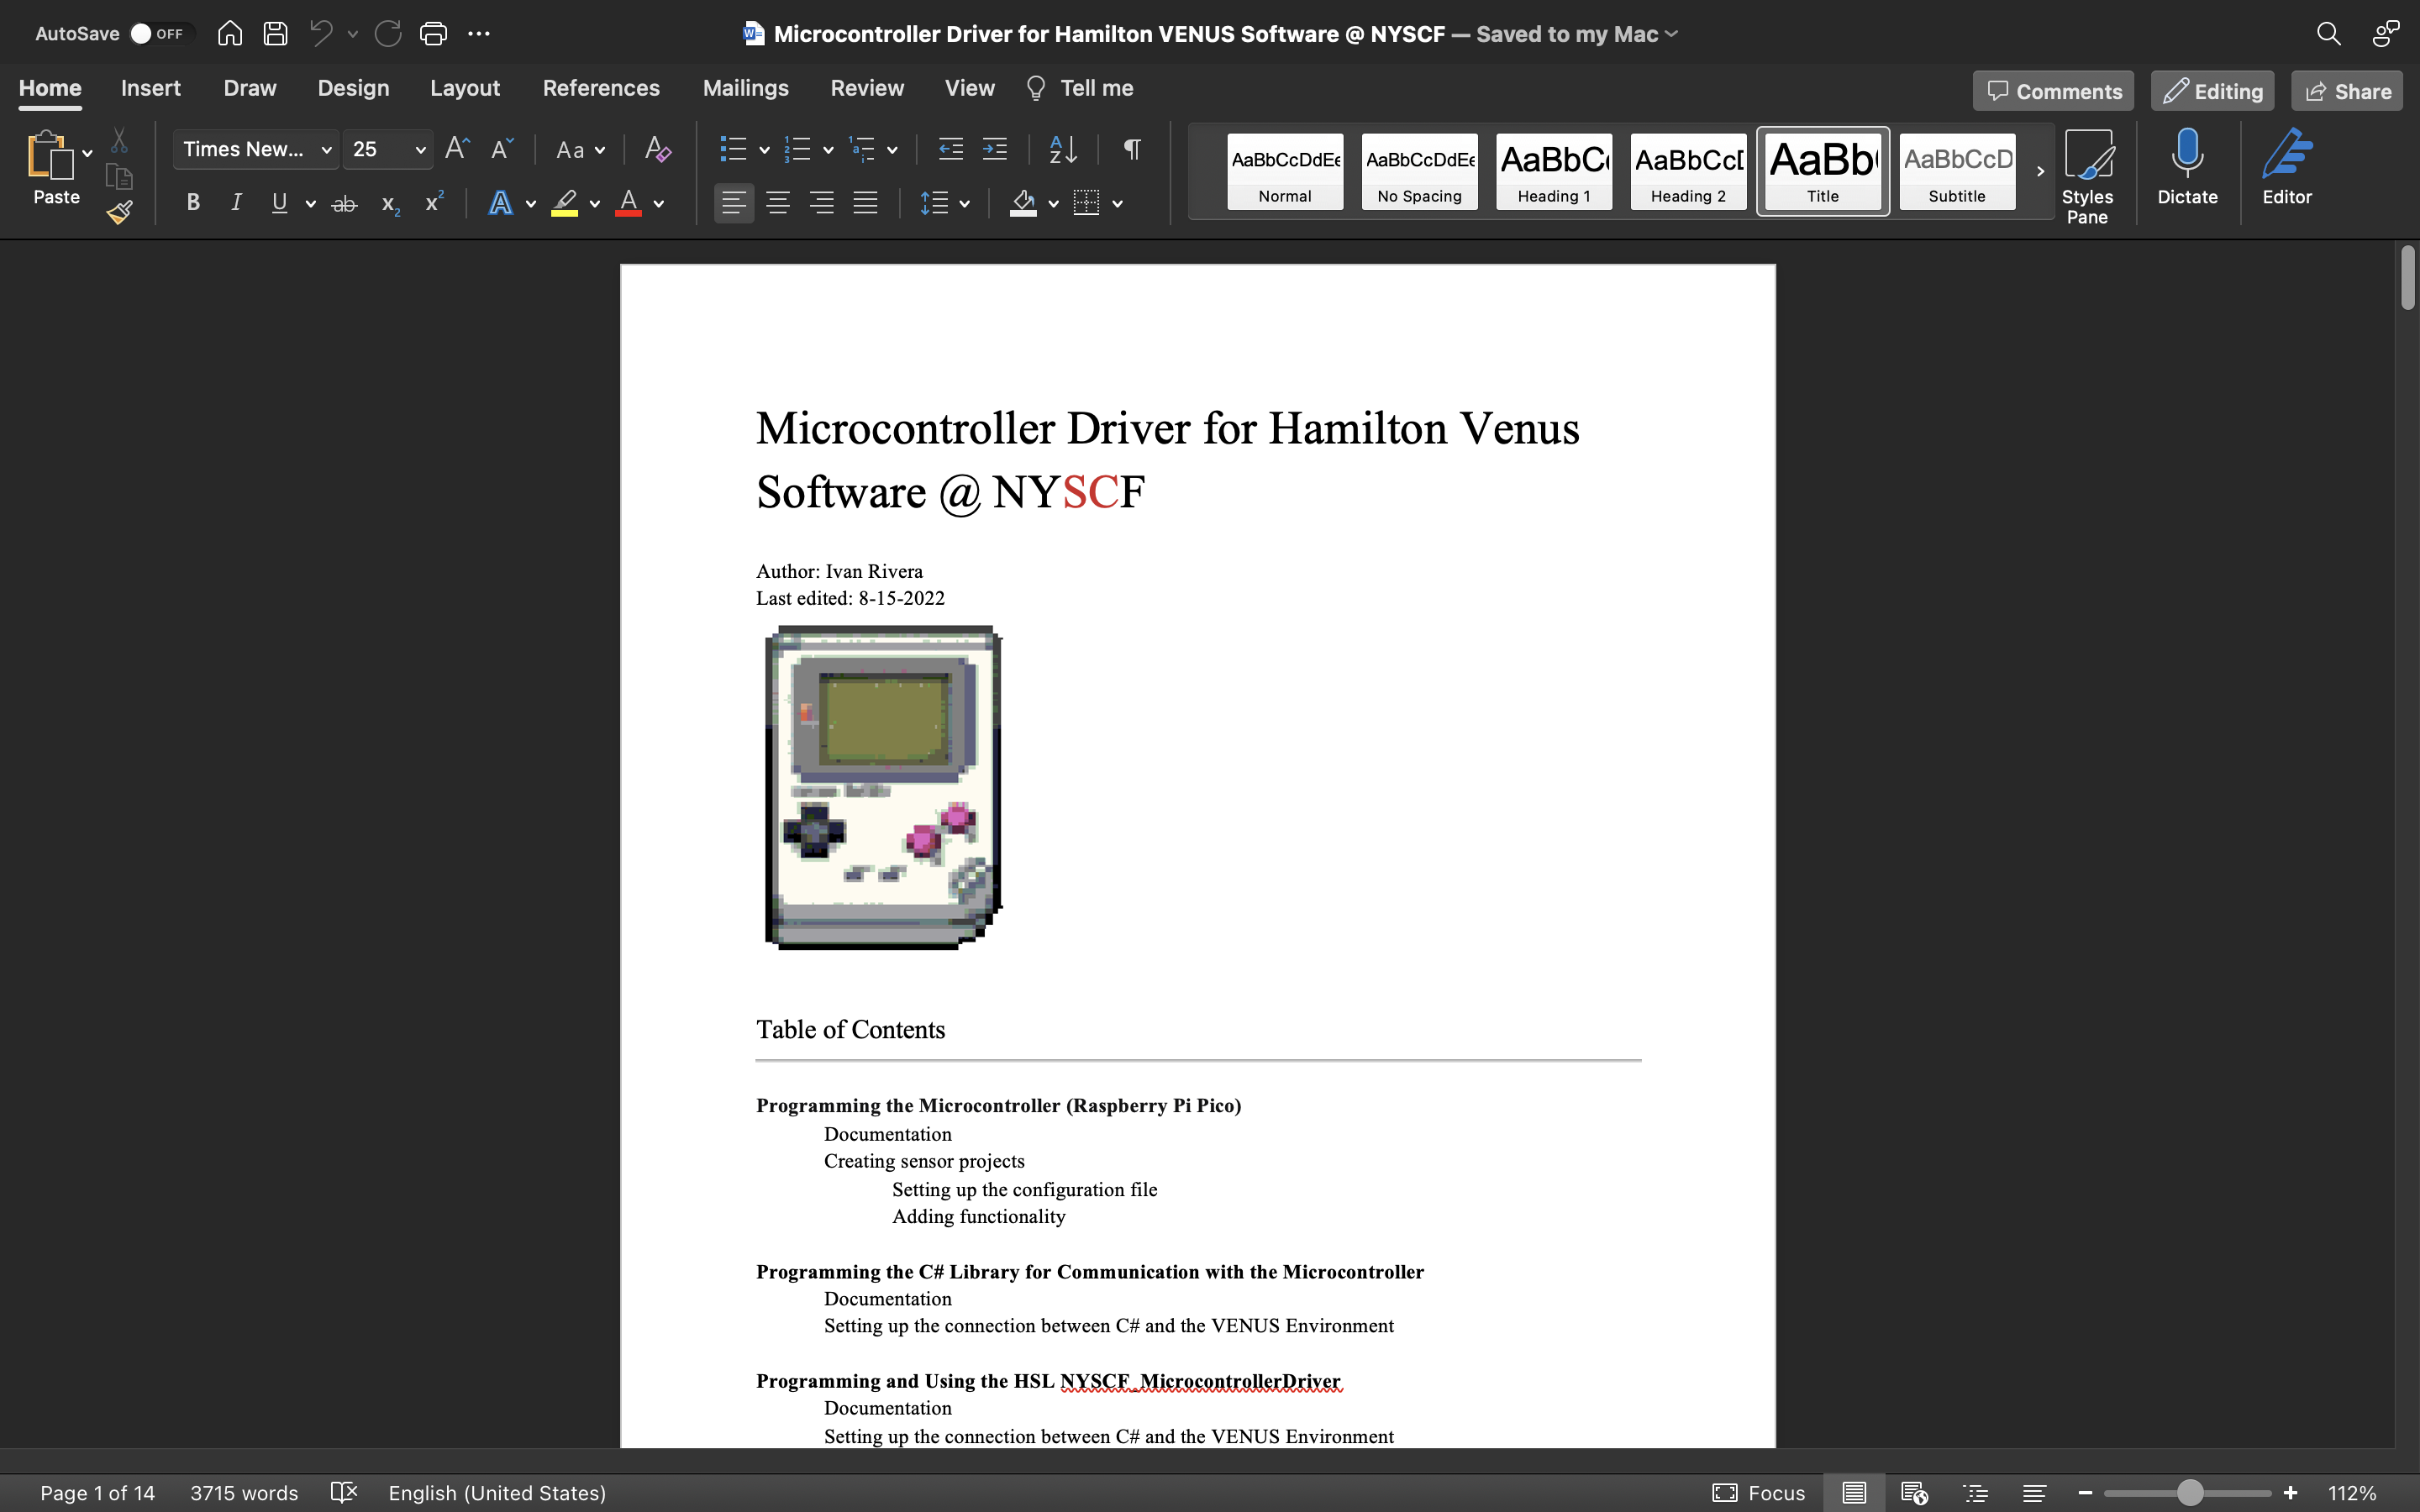 AutoSave OFF
Microcontroller Driver for Hamilton VENUS Software @ NYSCF — Saved to my Mac
Home Insert Draw Design Layout References Mailings Review View Tell me
Comments Editing Share
Paste
Times New... 25
AaBbCcDdEe Normal
AaBbCcDdEe No Spacing
AaBbC Heading 1
AaBbCcD Heading 2
AaBb Title
AaBbCcD Subtitle
Styles Pane
Dictate
Editor
Microcontroller Driver for Hamilton Venus
Software @ NYSCF
Author: Ivan Rivera
Last edited: 8-15-2022
Table of Contents
Programming the Microcontroller (Raspberry Pi Pico)
Documentation
Creating sensor projects
Setting up the configuration file
Adding functionality
Programming the C# Library for Communication with the Microcontroller
Documentation
Setting up the connection between C# and the VENUS Environment
Programming and Using the HSL NYSCF_MicrocontrollerDriver
Documentation
Setting up the connection between C# and the VENUS Environment
Page 1 of 14 3715 words English (United States)
Focus 112%